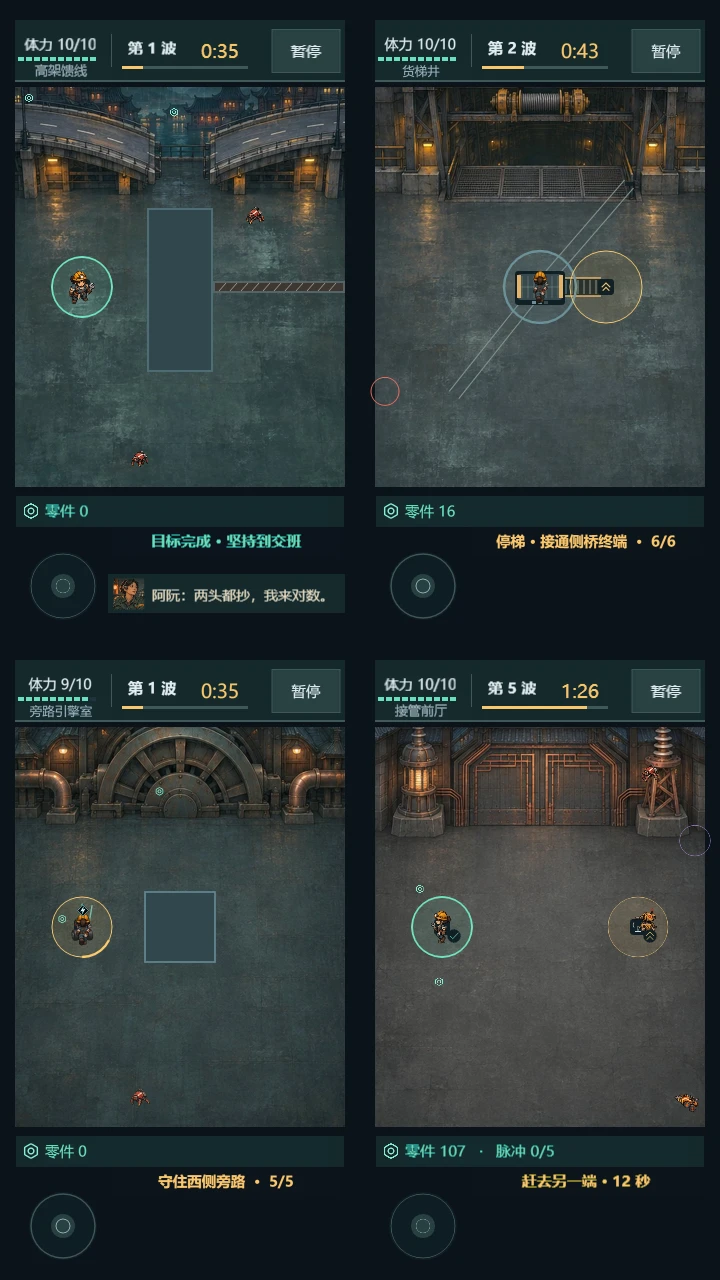 体力 10/10 第 1 波 0:35 暂停
高架馈线
零件 0
目标完成·坚持到交班
阿阮：两头都抄，我来对数。
体力 10/10 第 2 波 0:43 暂停
货梯井
零件 16
停梯·接通侧桥终端 · 6/6
体力 9/10 第 1 波 0:35 暂停
旁路引擎室
零件 0
守住西侧旁路 · 5/5
体力 10/10 第 5 波 1:26 暂停
接管前厅
零件 107 · 脉冲 0/5
赶去另一端·12 秒